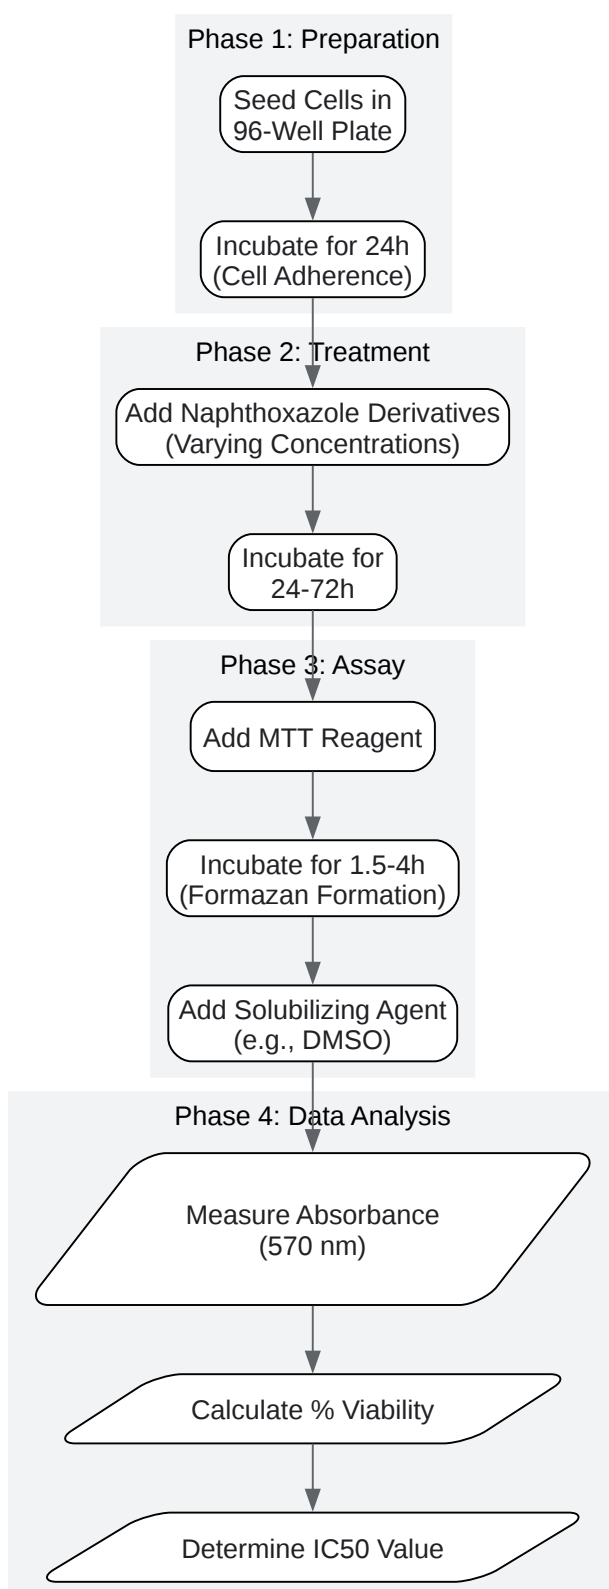 Phase 1: Preparation
Seed Cells in
96-Well Plate
Incubate for 24h
(Cell Adherence)
Phase 2: Treatment
Add Naphthoxazole Derivatives
(Varying Concentrations)
Incubate for
24-72h
Phase 3: Assay
Add MTT Reagent
Incubate for 1.5-4h
(Formazan Formation)
Add Solubilizing Agent
(e.g., DMSO)
Phase 4: Data Analysis
Measure Absorbance
(570 nm)
Calculate % Viability
Determine IC50 Value